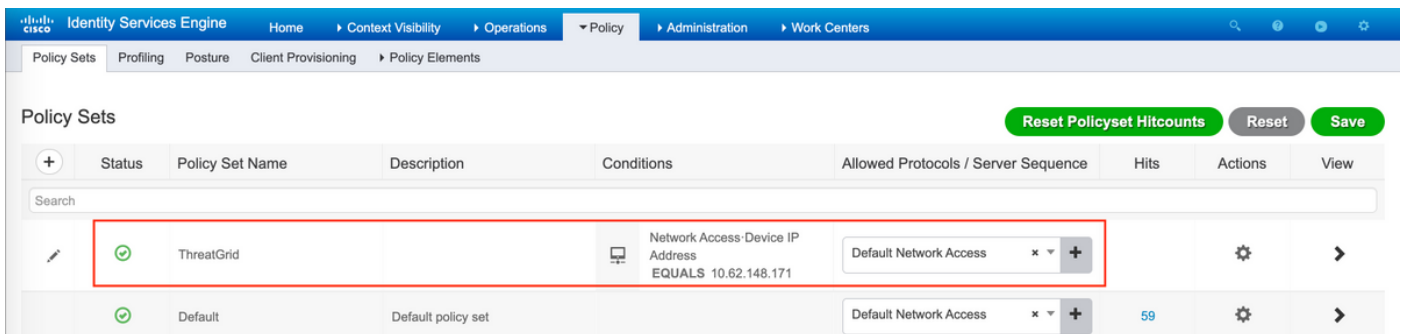 cisco Identity Services Engine Home Context Visibility Operations Policy Administration Work Centers
Policy Sets Profiling Posture Client Provisioning Policy Elements
Policy Sets
Reset Policyset Hitcounts Reset Save
+ Status Policy Set Name Description Conditions Allowed Protocols / Server Sequence Hits Actions View
Search
ThreatGrid
Network Access·Device IP
Address
EQUALS 10.62.148.171
Default Network Access × +
Default Default policy set Default Network Access × + 59